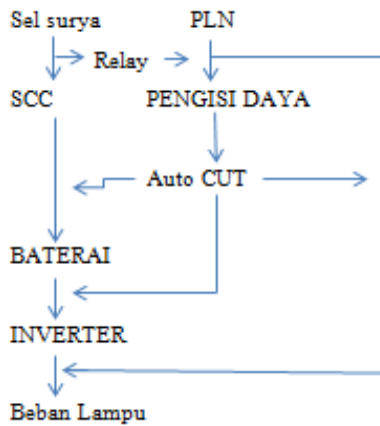 Sel surya PLN
Relay
SCC PENGISI DAYA
Auto CUT
BATERAI
INVERTER
Beban Lampu